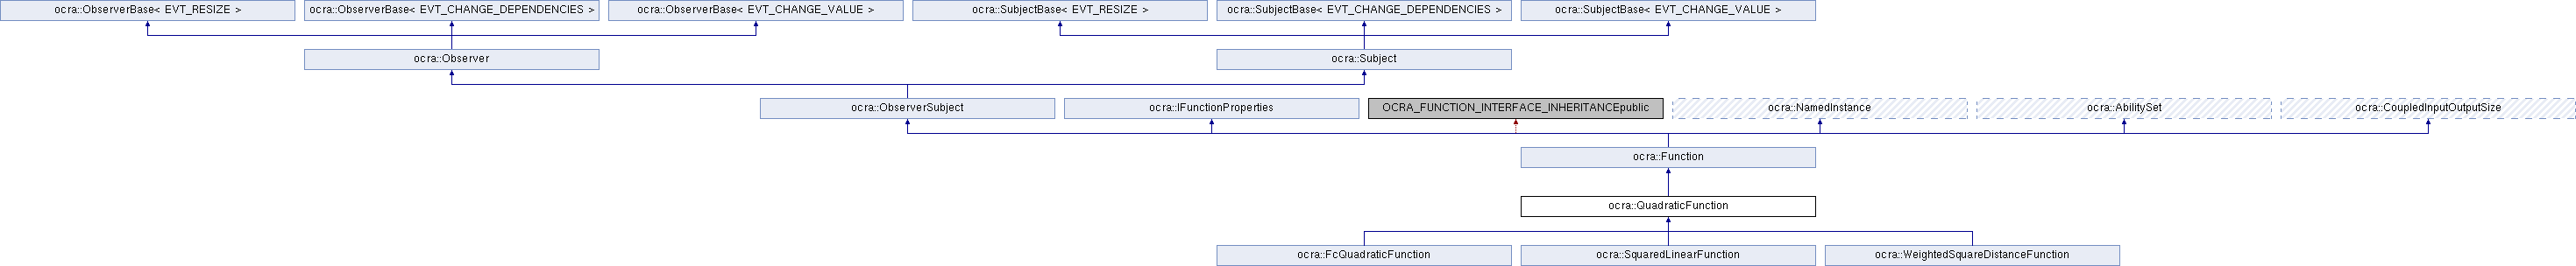 ocra::ObserverBase< EVT_RESIZE >
ocra::ObserverBase< EVT_CHANGE_DEPENDENCIES >
ocra::ObserverBase< EVT_CHANGE_VALUE >
ocra::SubjectBase< EVT_RESIZE >
ocra::SubjectBase< EVT_CHANGE_DEPENDENCIES >
ocra::SubjectBase< EVT_CHANGE_VALUE >
ocra::Observer
ocra::Subject
ocra::ObserverSubject
ocra::IFunctionProperties
OCRA_FUNCTION_INTERFACE_INHERITANCEpublic
ocra::NamedInstance
ocra::AbilitySet
ocra::CoupledInputOutputSize
ocra::Function
ocra::QuadraticFunction
ocra::FcQuadraticFunction
ocra::SquaredLinearFunction
ocra::WeightedSquareDistanceFunction